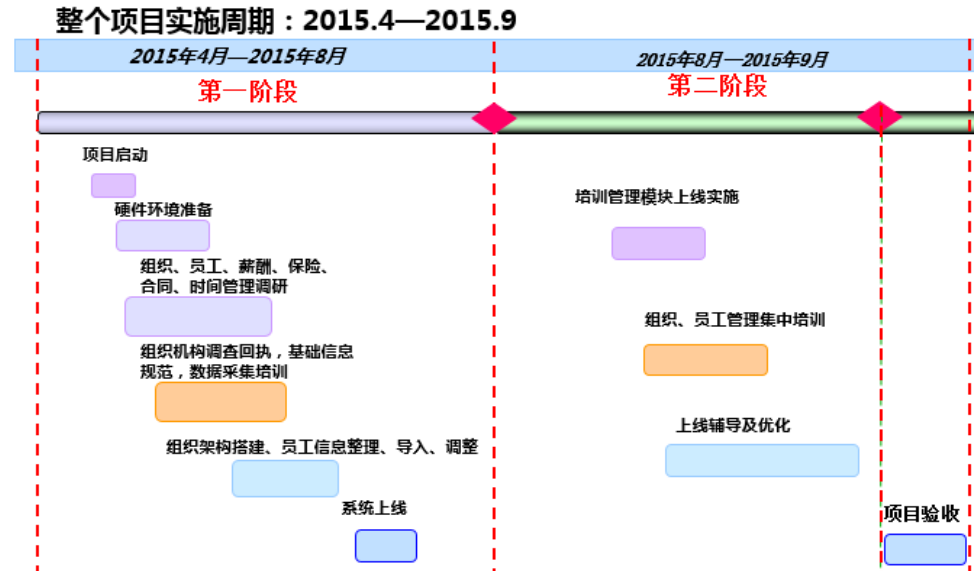 整个项目实施周期：2015.4—2015.9
2015年4月—2015年8月
2015年8月—2015年9月
第一阶段
第二阶段
项目启动
硬件环境准备
组织、员工、薪酬、保险、
合同、时间管理调研
组织机构调查回执，基础信息
规范，数据采集培训
组织架构搭建、员工信息整理、导入、调整
系统上线
培训管理模块上线实施
组织、员工管理集中培训
上线辅导及优化
项目验收